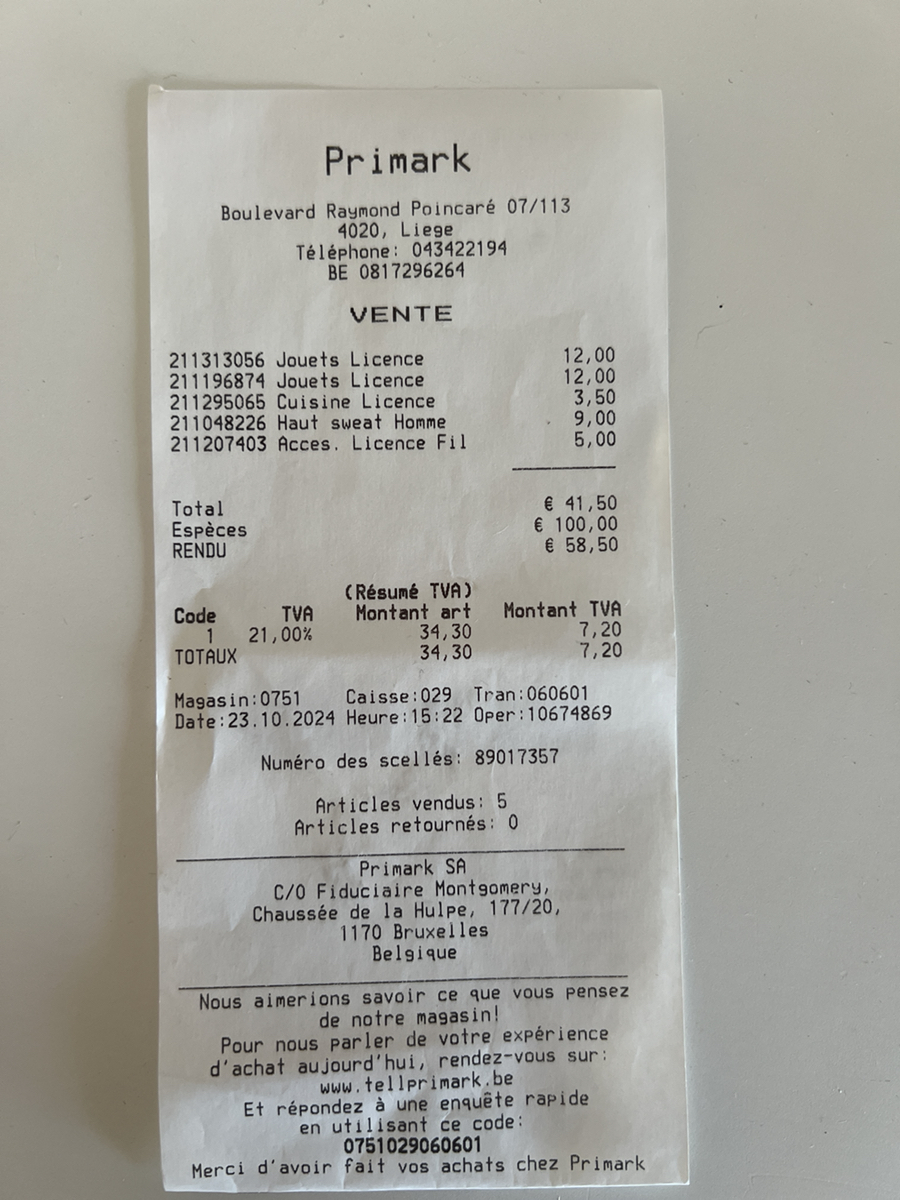 Primark
Boulevard Raymond Poincaré 07/113
4020, Liege
Téléphone: 043422194
BE 0817296264
VENTE
211313056 Jouets Licence 12,00
211196874 Jouets Licence 12,00
211295065 Cuisine Licence 3,50
211048226 Haut sweat Homme 9,00
211207403 Acces. Licence Fil 5,00
Total € 41,50
Espèces € 100,00
RENDU € 58,50
(Résumé TVA)
Code TVA Montant art Montant TVA
1 21,00% 34,30 7,20
TOTAUX 34,30 7,20
Magasin:0751 Caisse:029 Tran:060601
Date:23.10.2024 Heure:15:22 Oper:10674869
Numéro des scellés: 89017357
Articles vendus: 5
Articles retournés: 0
Primark SA
C/O Fiduciaire Montgomery,
Chaussée de la Hulpe, 177/20,
1170 Bruxelles
Belgique
Nous aimerions savoir ce que vous pensez
de notre magasin!
Pour nous parler de votre expérience
d'achat aujourd'hui, rendez-vous sur:
www.tellprimark.be
Et répondez à une enquête rapide
en utilisant ce code:
0751029060601
Merci d'avoir fait vos achats chez Primark